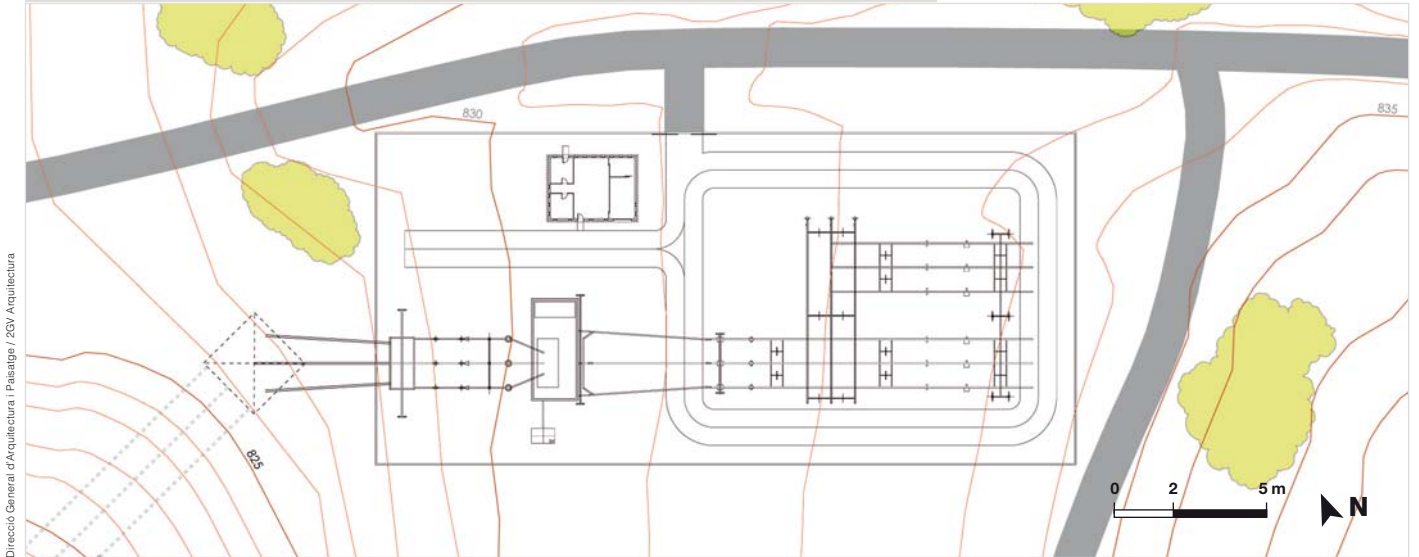 Direcció General d'Arquitectura i Paisatge / 2GV Arquitectura
830
835
825
0 2 5 m
N